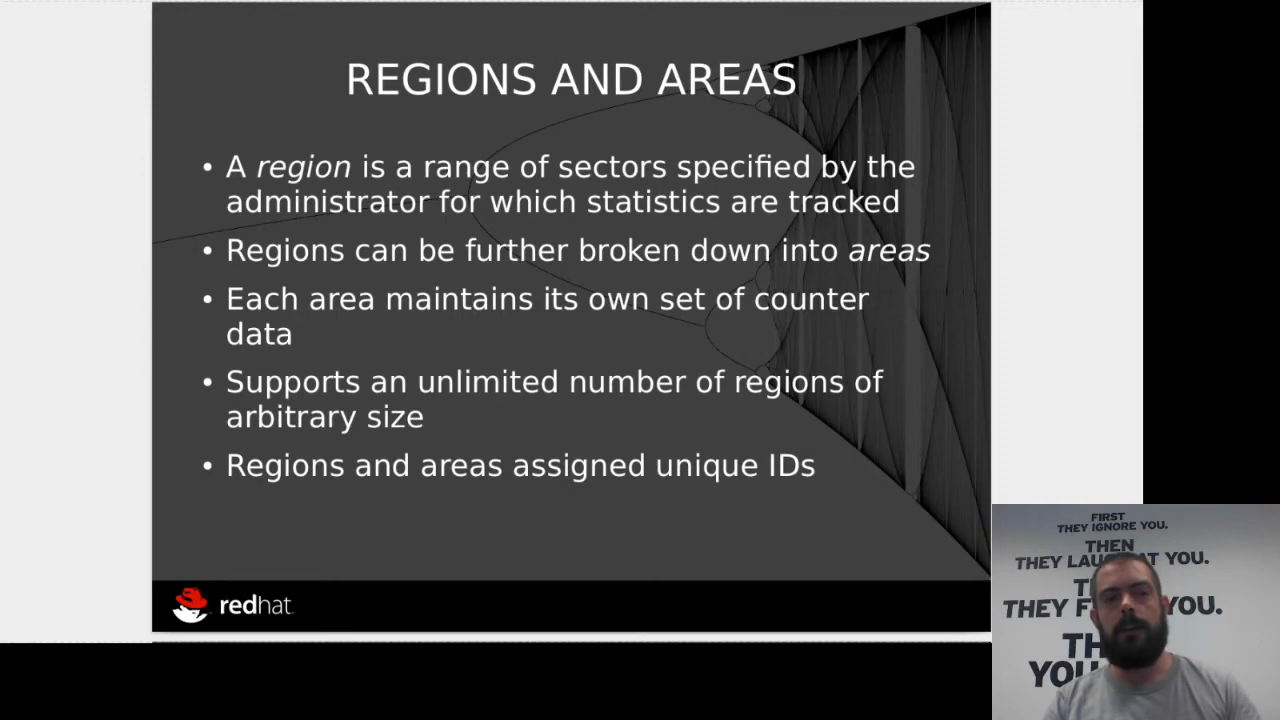 REGIONS AND AREAS
• A region is a range of sectors specified by the
administrator for which statistics are tracked
• Regions can be further broken down into areas
• Each area maintains its own set of counter
data
• Supports an unlimited number of regions of
arbitrary size
• Regions and areas assigned unique IDs
redhat
FIRST
THEY IGNORE YOU.
THEN
THEY AT YOU.
THEY YOU.